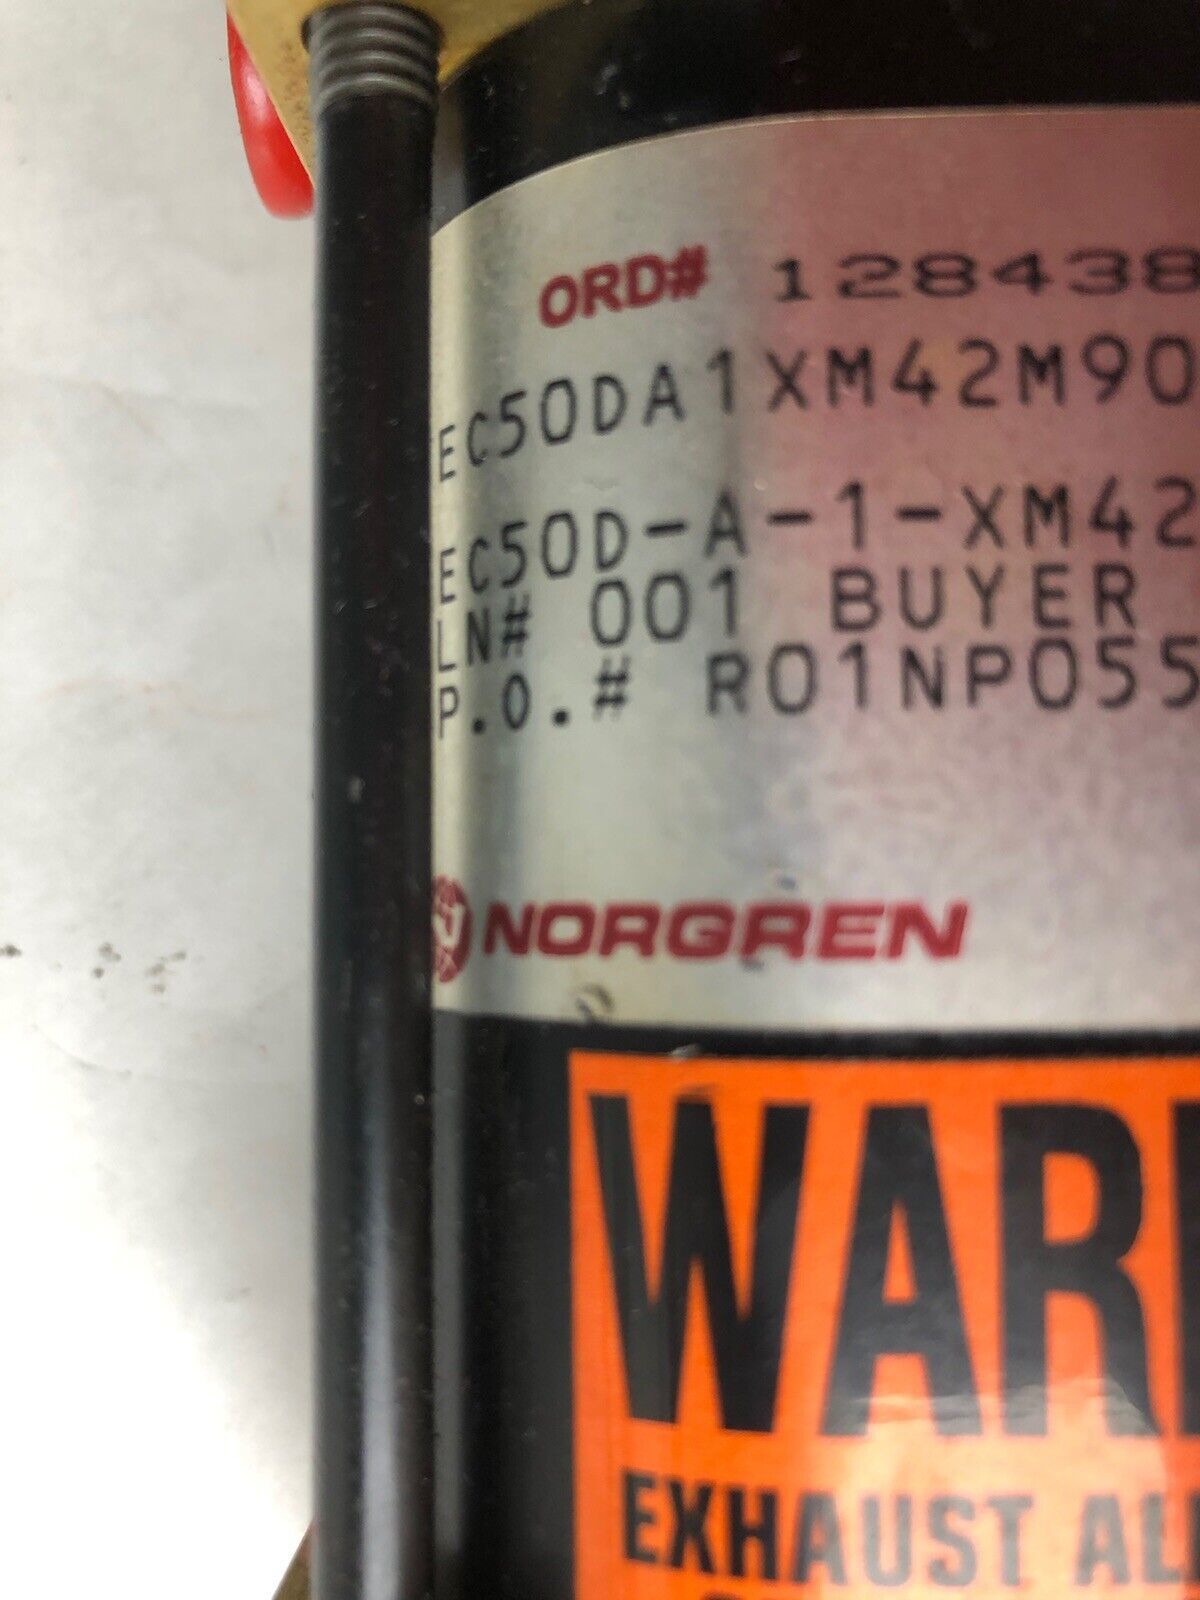 ORD# 128438
EC50DA1XM42M90
EC50D-A-1-XM42
LN# 001 BUYER
P.O.# R01NP055
NORGREN
WAR
EXHAUST AL